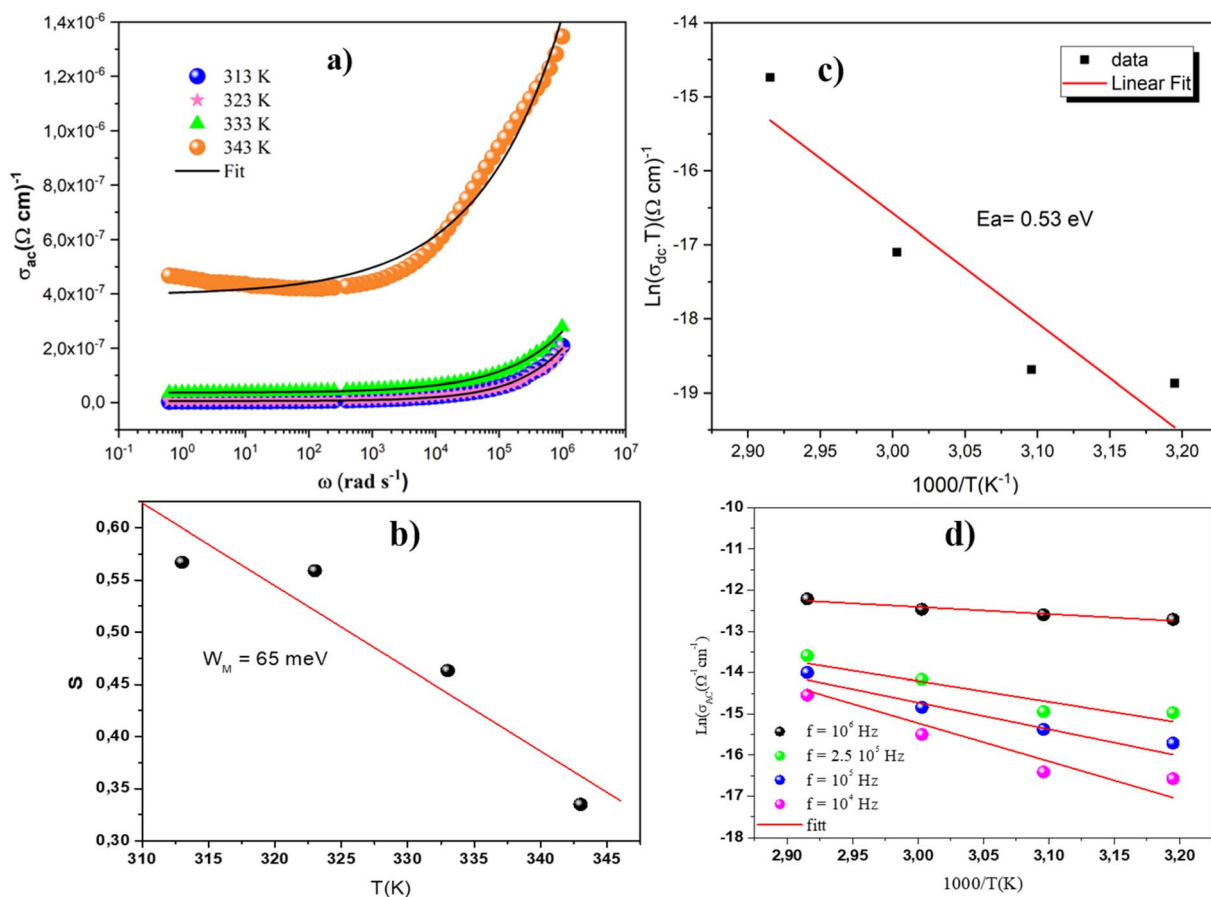 a)
313 K
323 K
333 K
343 K
Fit
1,4x10⁻⁶
1,2x10⁻⁶
1,0x10⁻⁶
8,0x10⁻⁷
6,0x10⁻⁷
4,0x10⁻⁷
2,0x10⁻⁷
0,0
σac(Ω cm)⁻¹
10⁻¹ 10⁰ 10¹ 10² 10³ 10⁴ 10⁵ 10⁶ 10⁷
ω (rad s⁻¹)
c)
data
Linear Fit
Ea= 0.53 eV
-14
-15
-16
-17
-18
-19
Ln(σdc.T)(Ω cm)⁻¹
2,90 2,95 3,00 3,05 3,10 3,15 3,20
1000/T(K⁻¹)
b)
W_M = 65 meV
0,60
0,55
0,50
0,45
0,40
0,35
0,30
S
310 315 320 325 330 335 340 345
T(K)
d)
-10
-11
-12
-13
-14
-15
-16
-17
-18
Ln(σAC(Ω⁻¹ cm⁻¹)
f = 10⁶ Hz
f = 2.5 10⁵ Hz
f = 10⁵ Hz
f = 10⁴ Hz
fitt
2,90 2,95 3,00 3,05 3,10 3,15 3,20
1000/T(K)